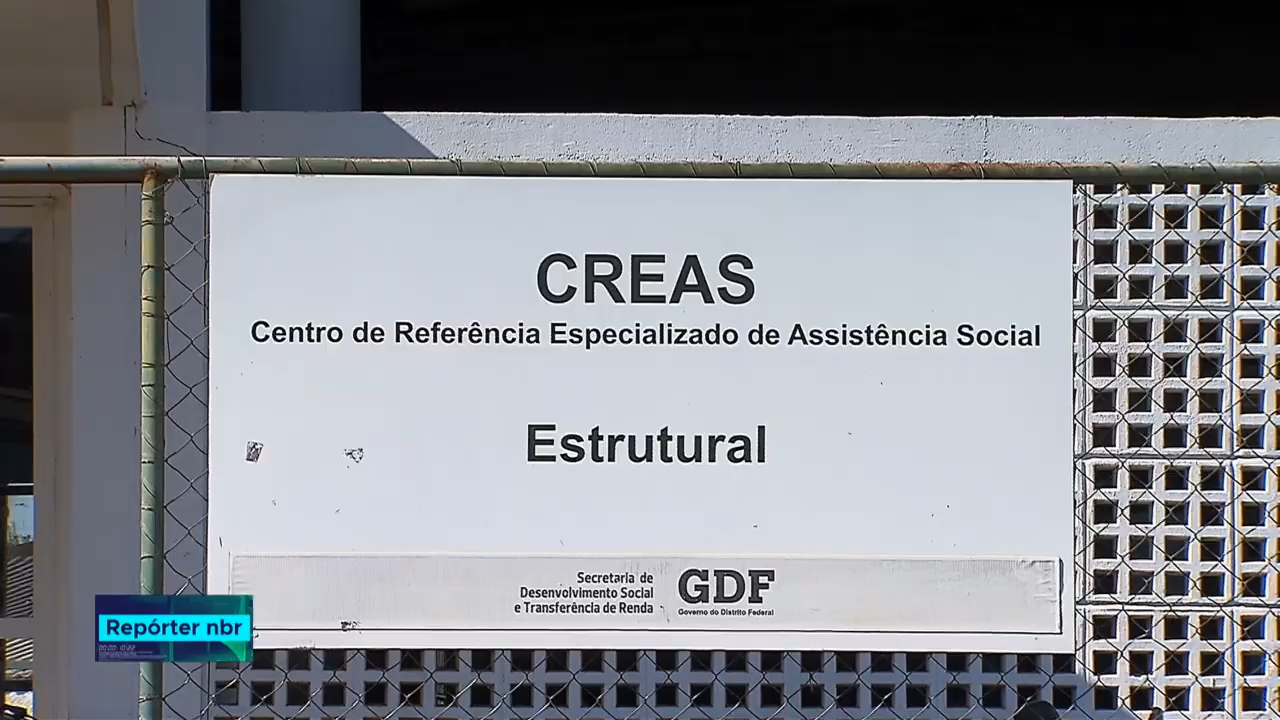 CREAS
Centro de Referência Especializado de Assistência Social
Estrutural
Secretaria de
Desenvolvimento Social
e Transferência de Renda
GDF
Governo do Distrito Federal
Repórter nbr